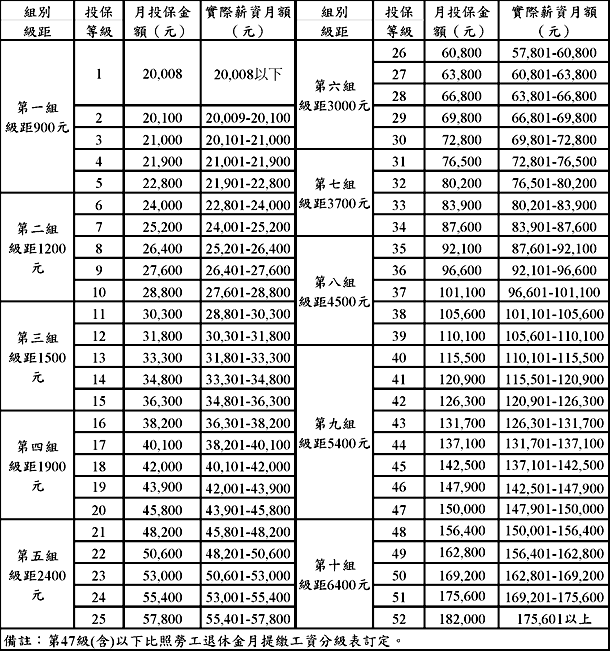 組別 級距 投保等級 月投保金額（元） 實際薪資月額（元）
第一組 級距900元
1 20,008 20,008以下
2 20,100 20,009-20,100
3 21,000 20,101-21,000
4 21,900 21,001-21,900
5 22,800 21,901-22,800
第二組 級距1200元
6 24,000 22,801-24,000
7 25,200 24,001-25,200
8 26,400 25,201-26,400
9 27,600 26,401-27,600
10 28,800 27,601-28,800
第三組 級距1500元
11 30,300 28,801-30,300
12 31,800 30,301-31,800
13 33,300 31,801-33,300
14 34,800 33,301-34,800
15 36,300 34,801-36,300
第四組 級距1900元
16 38,200 36,301-38,200
17 40,100 38,201-40,100
18 42,000 40,101-42,000
19 43,900 42,001-43,900
20 45,800 43,901-45,800
第五組 級距2400元
21 48,200 45,801-48,200
22 50,600 48,201-50,600
23 53,000 50,601-53,000
24 55,400 53,001-55,400
25 57,800 55,401-57,800
組別 級距 投保等級 月投保金額（元） 實際薪資月額（元）
第六組 級距3000元
26 60,800 57,801-60,800
27 63,800 60,801-63,800
28 66,800 63,801-66,800
29 69,800 66,801-69,800
30 72,800 69,801-72,800
第七組 級距3700元
31 76,500 72,801-76,500
32 80,200 76,501-80,200
33 83,900 80,201-83,900
34 87,600 83,901-87,600
第八組 級距4500元
35 92,100 87,601-92,100
36 96,600 92,101-96,600
37 101,100 96,601-101,100
38 105,600 101,101-105,600
39 110,100 105,601-110,100
第九組 級距5400元
40 115,500 110,101-115,500
41 120,900 115,501-120,900
42 126,300 120,901-126,300
43 131,700 126,301-131,700
44 137,100 131,701-137,100
45 142,500 137,101-142,500
46 147,900 142,501-147,900
47 150,000 147,901-150,000
第十組 級距6400元
48 156,400 150,001-156,400
49 162,800 156,401-162,800
50 169,200 162,801-169,200
51 175,600 169,201-175,600
52 182,000 175,601以上
備註：第47級(含)以下比照勞工退休金月提繳工資分級表訂定。